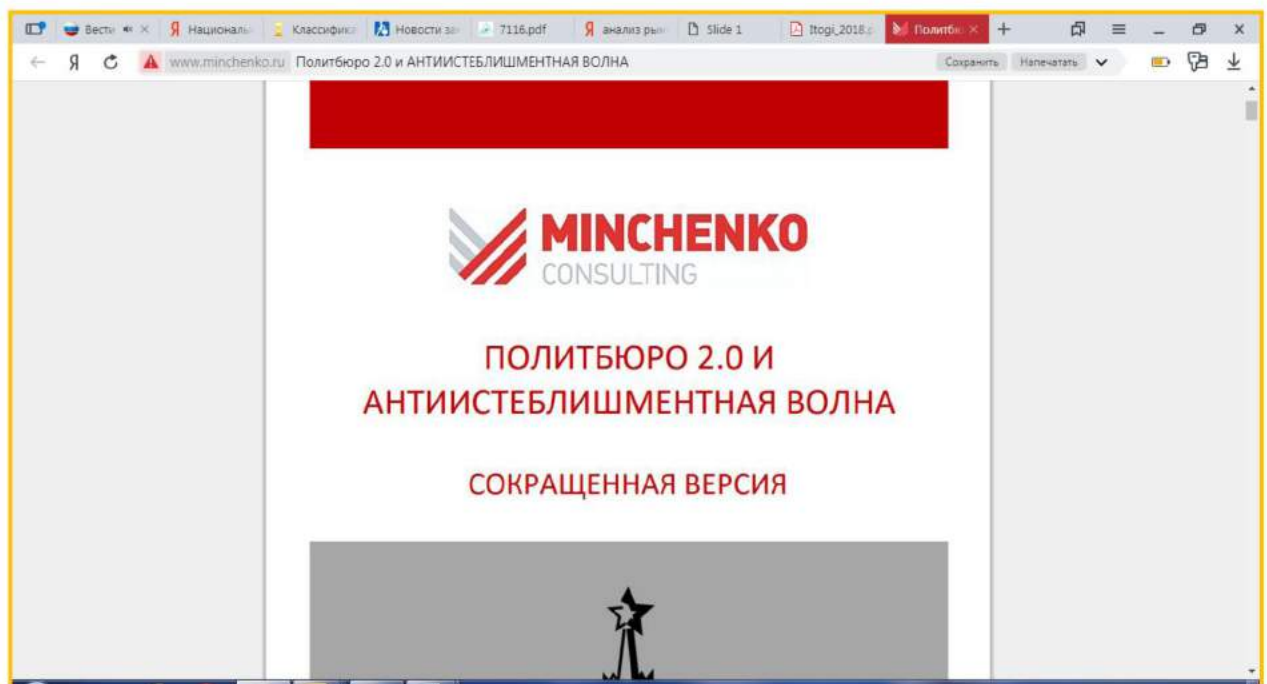 Вести
Националь
Классифика
Новости за
7116.pdf
Я анализ рын
Slide 1
Itogi_2018.p
Политбю
Я
www.minchenko.ru Политбюро 2.0 и АНТИИСТЕБЛИШМЕНТНАЯ ВОЛНА
Сохранить
Напечатать
MINCHENKO
CONSULTING
ПОЛИТБЮРО 2.0 И
АНТИИСТЕБЛИШМЕНТНАЯ ВОЛНА
СОКРАЩЕННАЯ ВЕРСИЯ